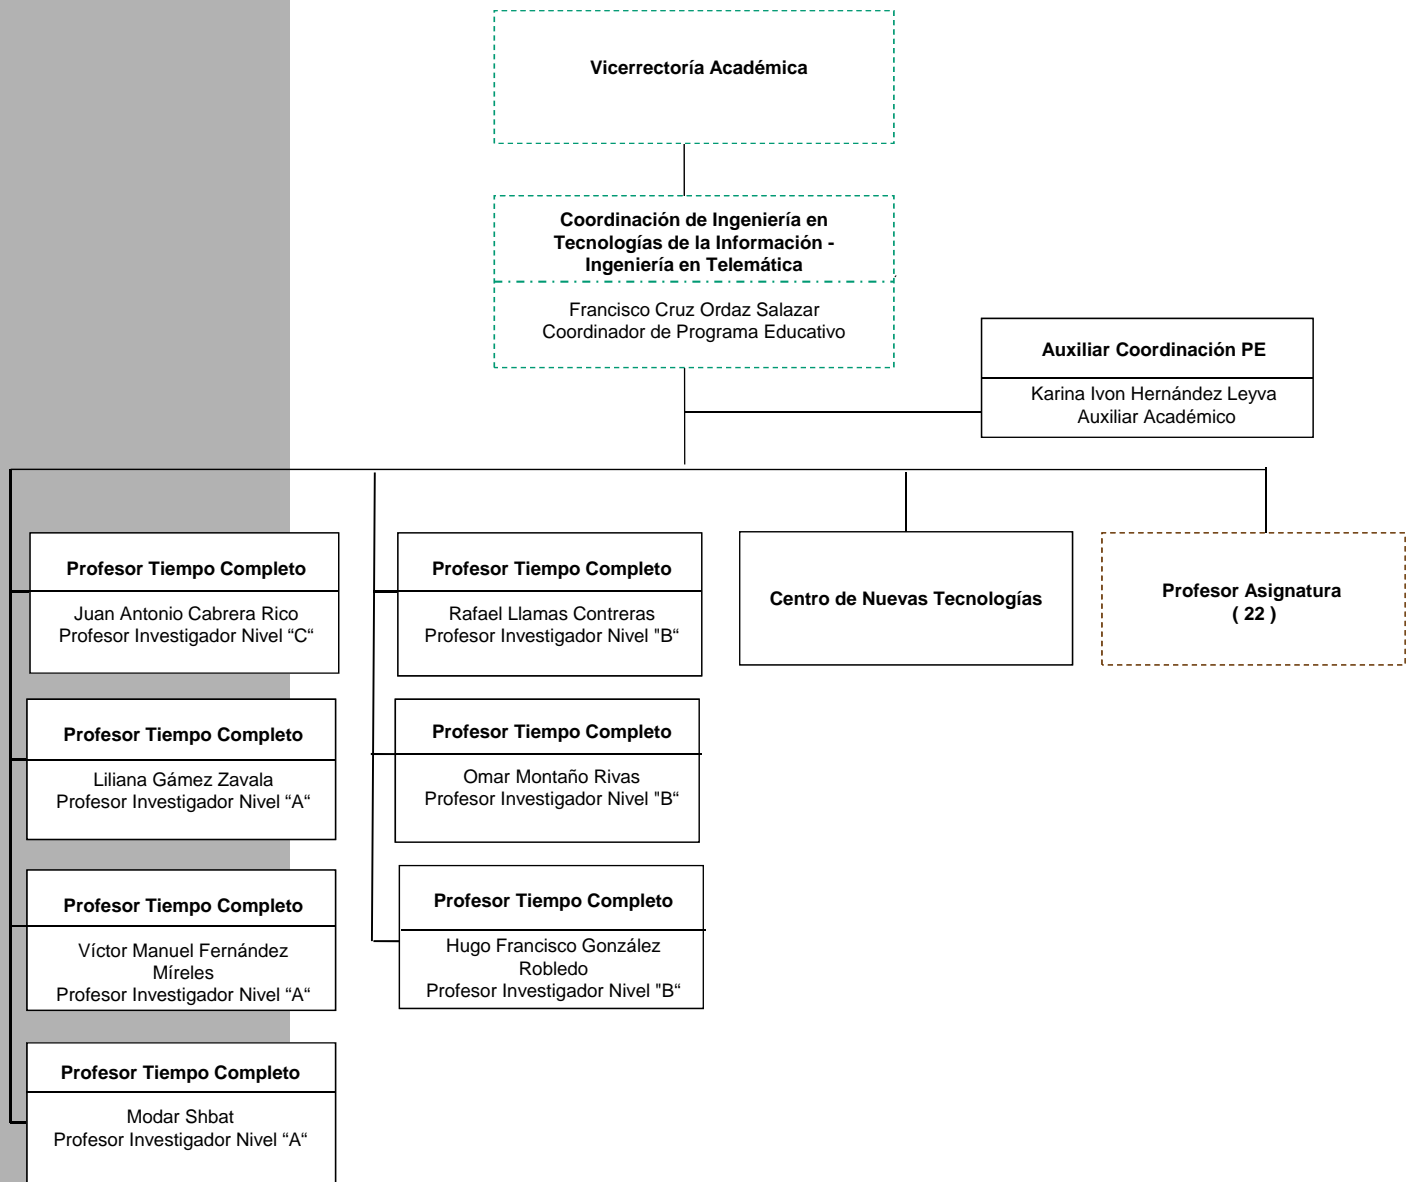 Vicerrectoría Académica
Coordinación de Ingeniería en
Tecnologías de la Información -
Ingeniería en Telemática
Francisco Cruz Ordaz Salazar
Coordinador de Programa Educativo
Auxiliar Coordinación PE
Karina Ivon Hernández Leyva
Auxiliar Académico
Profesor Tiempo Completo
Juan Antonio Cabrera Rico
Profesor Investigador Nivel “C“
Profesor Tiempo Completo
Liliana Gámez Zavala
Profesor Investigador Nivel “A“
Profesor Tiempo Completo
Víctor Manuel Fernández
Míreles
Profesor Investigador Nivel “A“
Profesor Tiempo Completo
Modar Shbat
Profesor Investigador Nivel “A“
Profesor Tiempo Completo
Rafael Llamas Contreras
Profesor Investigador Nivel "B“
Profesor Tiempo Completo
Omar Montaño Rivas
Profesor Investigador Nivel "B“
Profesor Tiempo Completo
Hugo Francisco González
Robledo
Profesor Investigador Nivel "B“
Centro de Nuevas Tecnologías
Profesor Asignatura
( 22 )